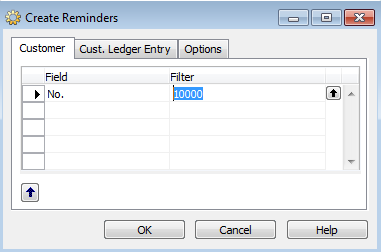 Create Reminders
Customer Cust. Ledger Entry Options
Field Filter
No. 10000
OK Cancel Help